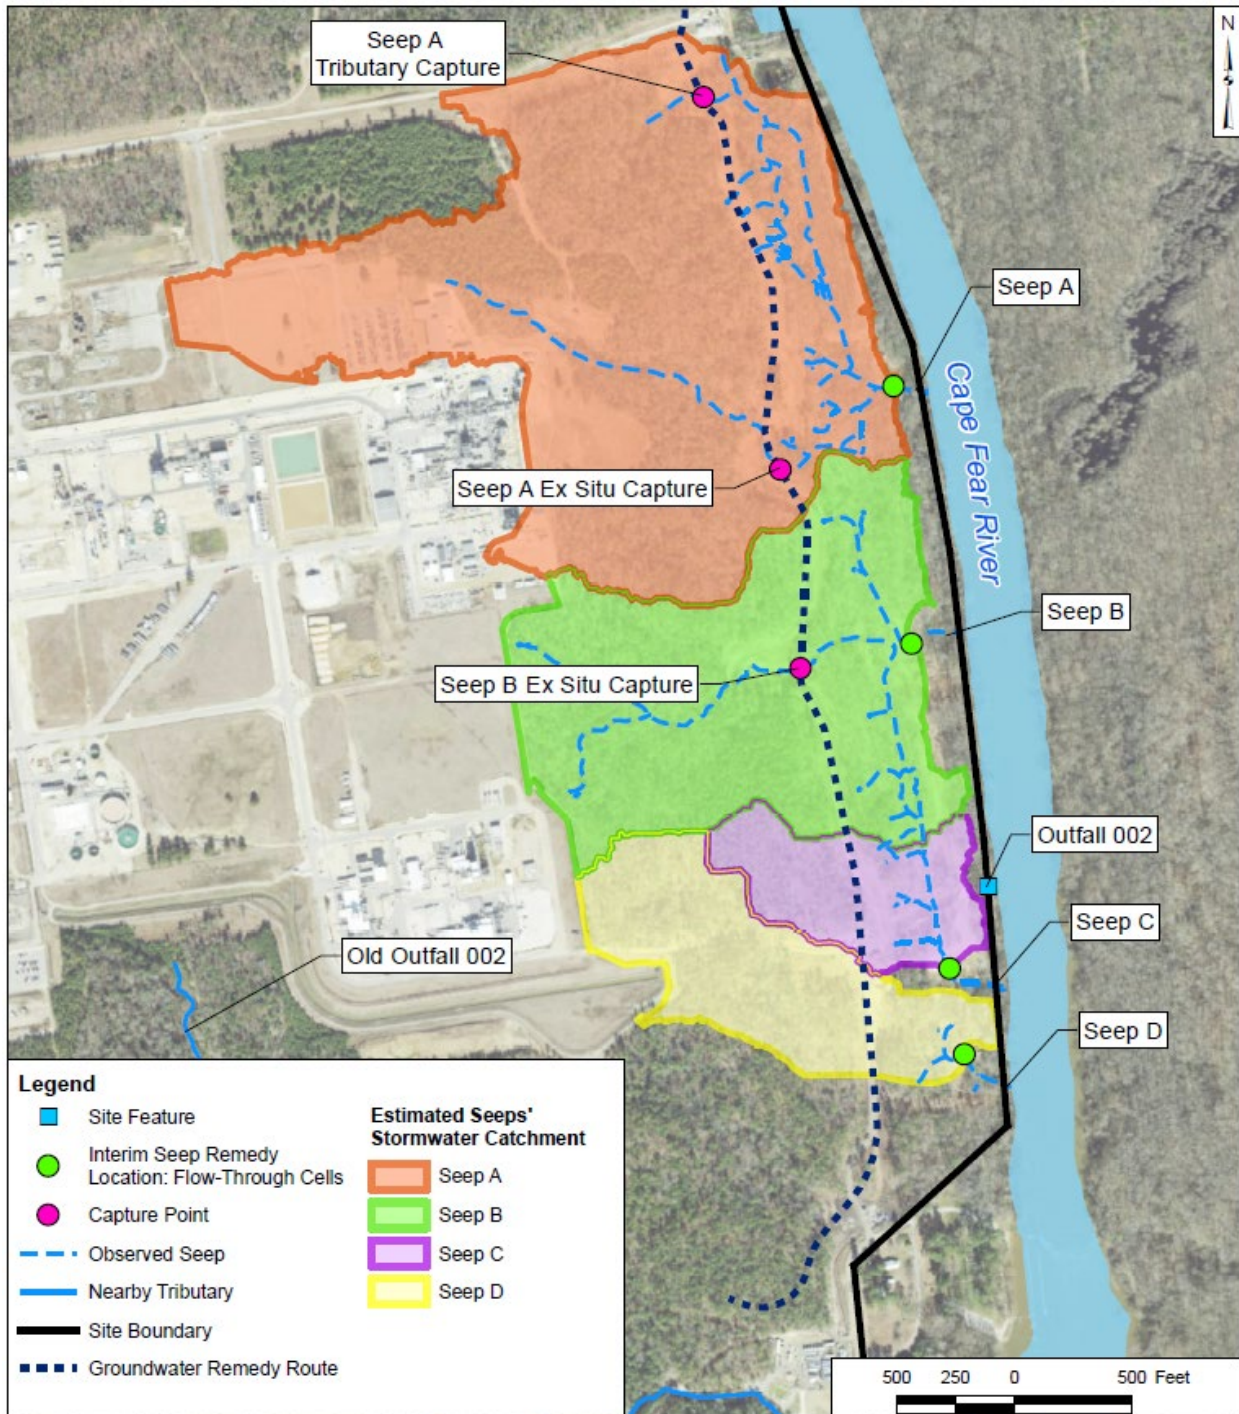 N
Seep A
Tributary Capture
Seep A
Cape Fear River
Seep A Ex Situ Capture
Seep B
Seep B Ex Situ Capture
Outfall 002
Seep C
Old Outfall 002
Seep D
Legend
Site Feature
Interim Seep Remedy
Location: Flow-Through Cells
Capture Point
Observed Seep
Nearby Tributary
Site Boundary
Groundwater Remedy Route
Estimated Seeps'
Stormwater Catchment
Seep A
Seep B
Seep C
Seep D
500 250 0 500 Feet